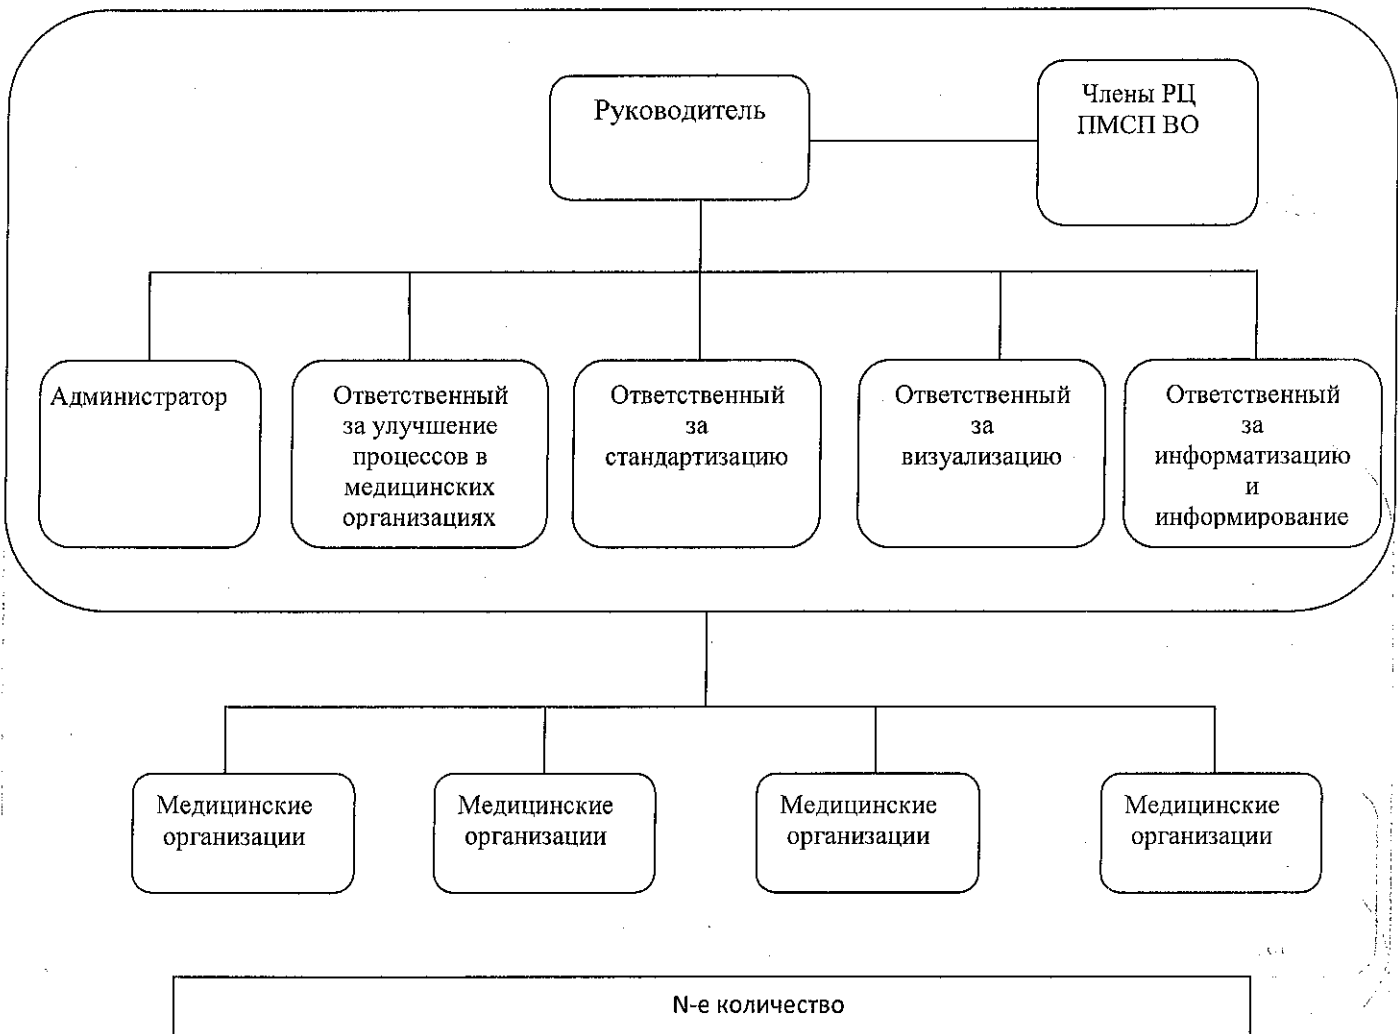 Руководитель
Члены РЦ
ПМСП ВО
Администратор
Ответственный
за улучшение
процессов в
медицинских
организациях
Ответственный
за
стандартизацию
Ответственный
за
визуализацию
Ответственный
за
информатизацию
и
информирование
Медицинские
организации
Медицинские
организации
Медицинские
организации
Медицинские
организации
N-е количество